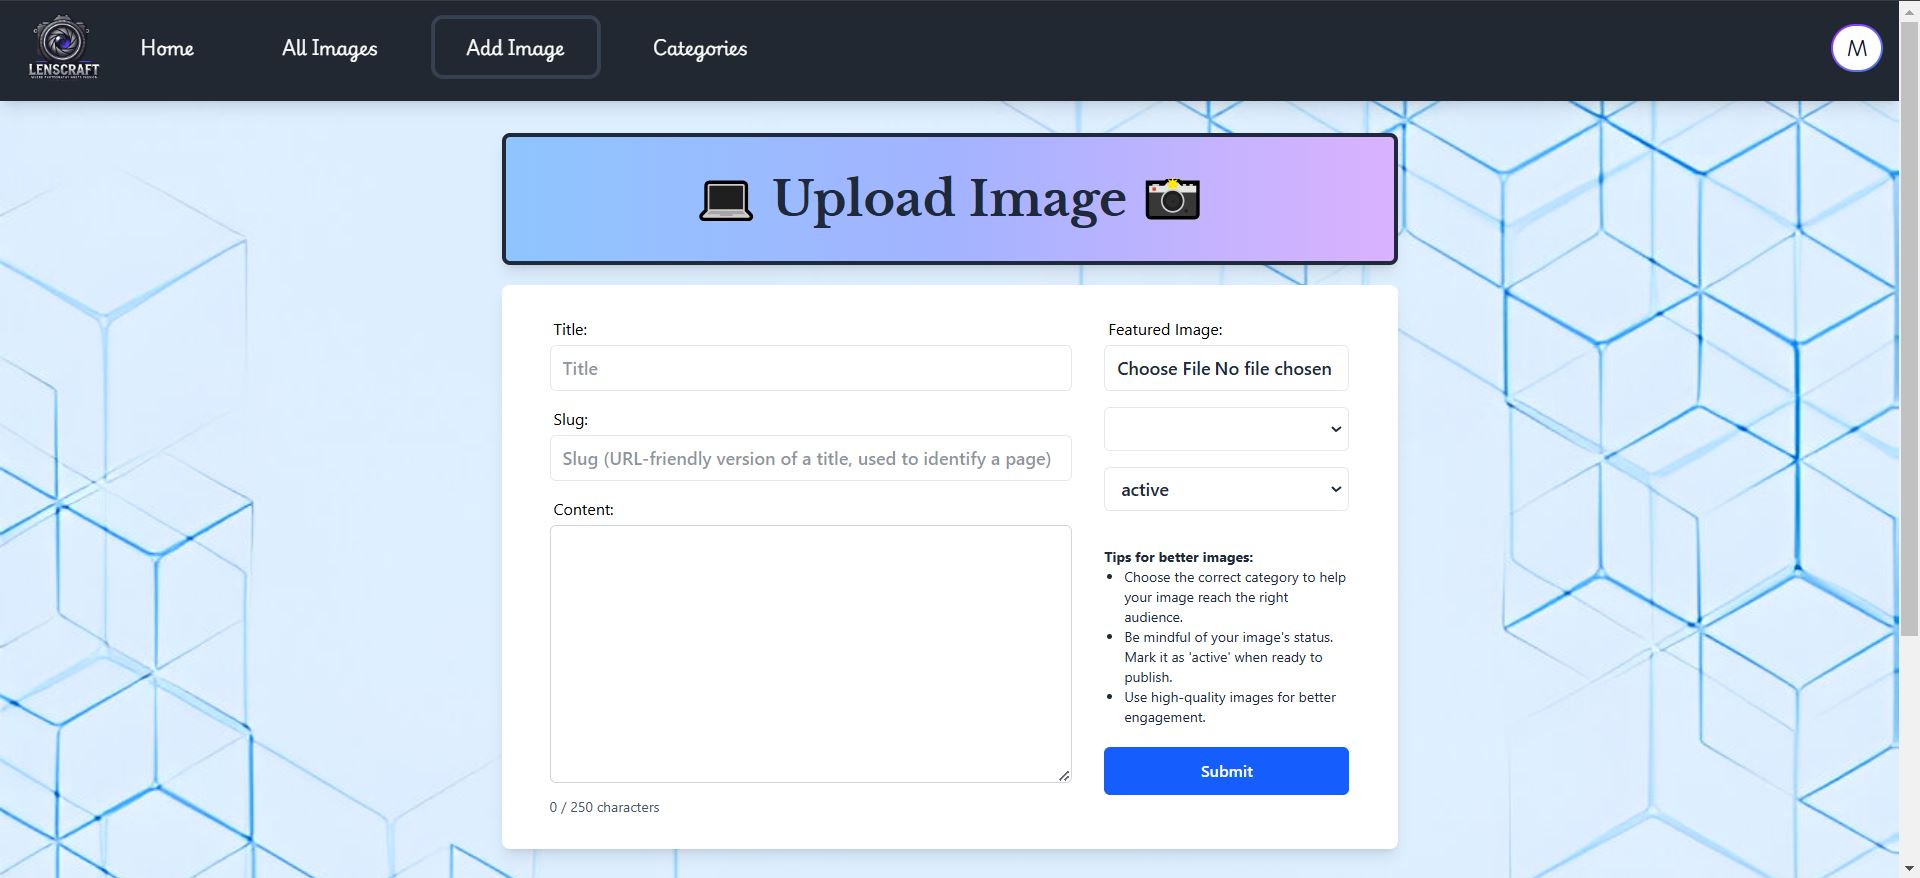 LENSCRAFT
Home
All Images
Add Image
Categories
M
Upload Image
Title:
Title
Slug:
Slug (URL-friendly version of a title, used to identify a page)
Content:
0 / 250 characters
Featured Image:
Choose File No file chosen
active
Tips for better images:
Choose the correct category to help
your image reach the right
audience.
Be mindful of your image's status.
Mark it as 'active' when ready to
publish.
Use high-quality images for better
engagement.
Submit